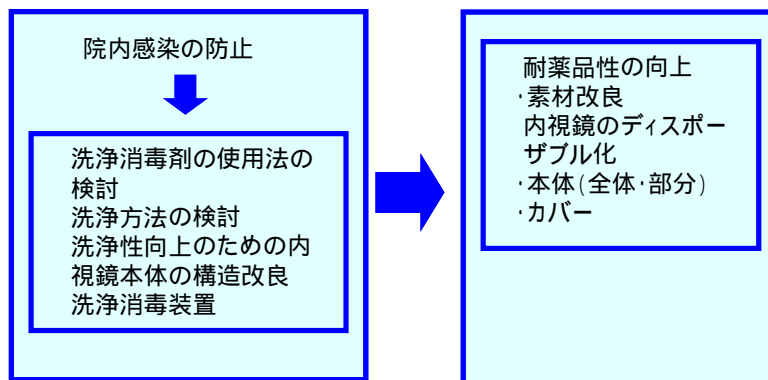 院内感染の防止
洗浄消毒剤の使用法の
検討
洗浄方法の検討
洗浄性向上のための内
視鏡本体の構造改良
洗浄消毒装置
耐薬品性の向上
・素材改良
内視鏡のディスポー
ザブル化
・本体(全体・部分)
・カバー